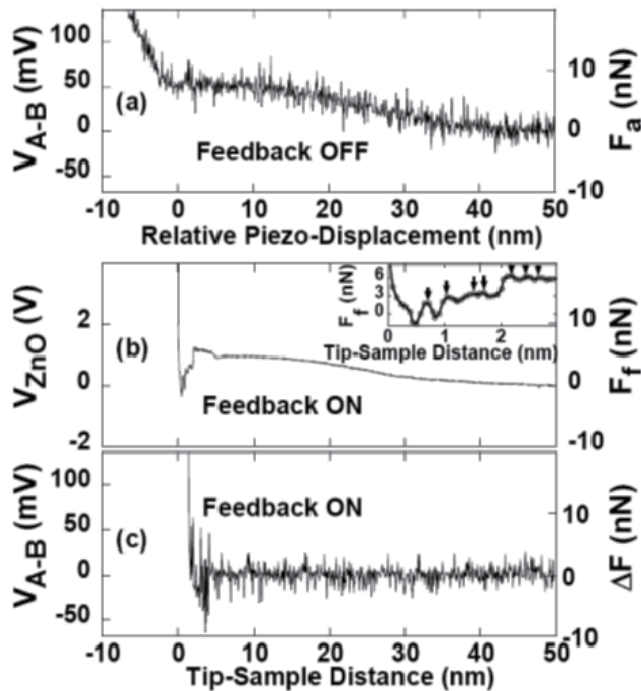 100
50
0
-50
V_A-B (mV)
(a)
Feedback OFF
10
0
-10
F_a (nN)
-10 0 10 20 30 40 50
Relative Piezo-Displacement (nm)
2
0
-2
V_ZnO (V)
(b)
Feedback ON
6
3
0
F_f (nN)
0 1 2
Tip-Sample Distance (nm)
10
0
-10
F_f (nN)
100
50
0
-50
V_A-B (mV)
(c)
Feedback ON
10
0
-10
ΔF (nN)
-10 0 10 20 30 40 50
Tip-Sample Distance (nm)